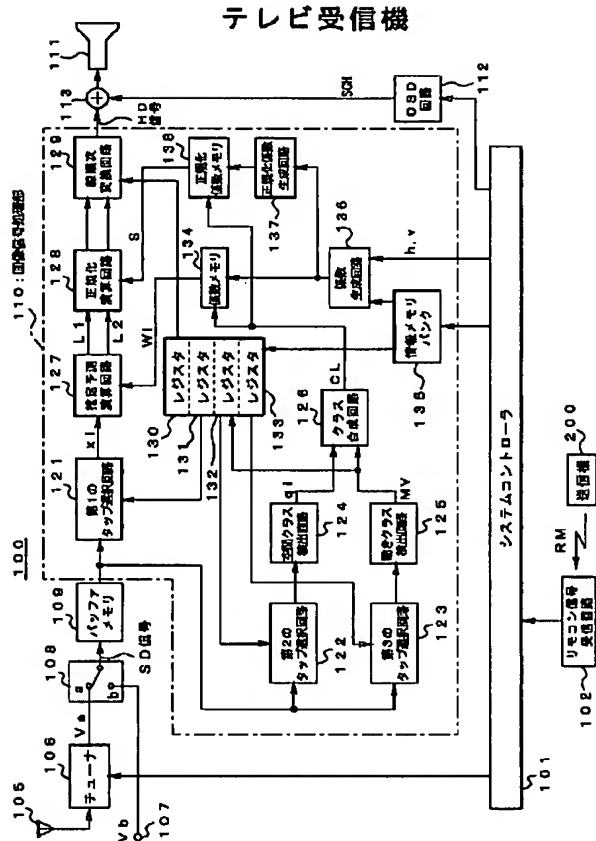 テレビ受信機
100
110:画像信号処理部
105
106
チューナ
Va
Vb
107
108
a
b
SD信号
109
バッファ
メモリ
121
第1の
タップ選択回路
xi
127
推定予測
演算回路
L1
L2
128
正規化
演算回路
129
線順次
変換回路
HD
信号
113
111
SCH
OSD
回路
112
130
131
132
133
レジスタ
レジスタ
レジスタ
レジスタ
Wi
S
134
係数メモリ
138
正規化
係数メモリ
正規化係数
生成回路
137
136
係数
生成回路
h,v
情報メモリ
バンク
135
CL
126
クラス
合成回路
qi
MV
空間クラス
検出回路
124
動きクラス
検出回路
125
第2の
タップ選択回路
122
第3の
タップ選択回路
123
システムコントローラ
101
102
リモコン信号
受信回路
RM
200
送信機